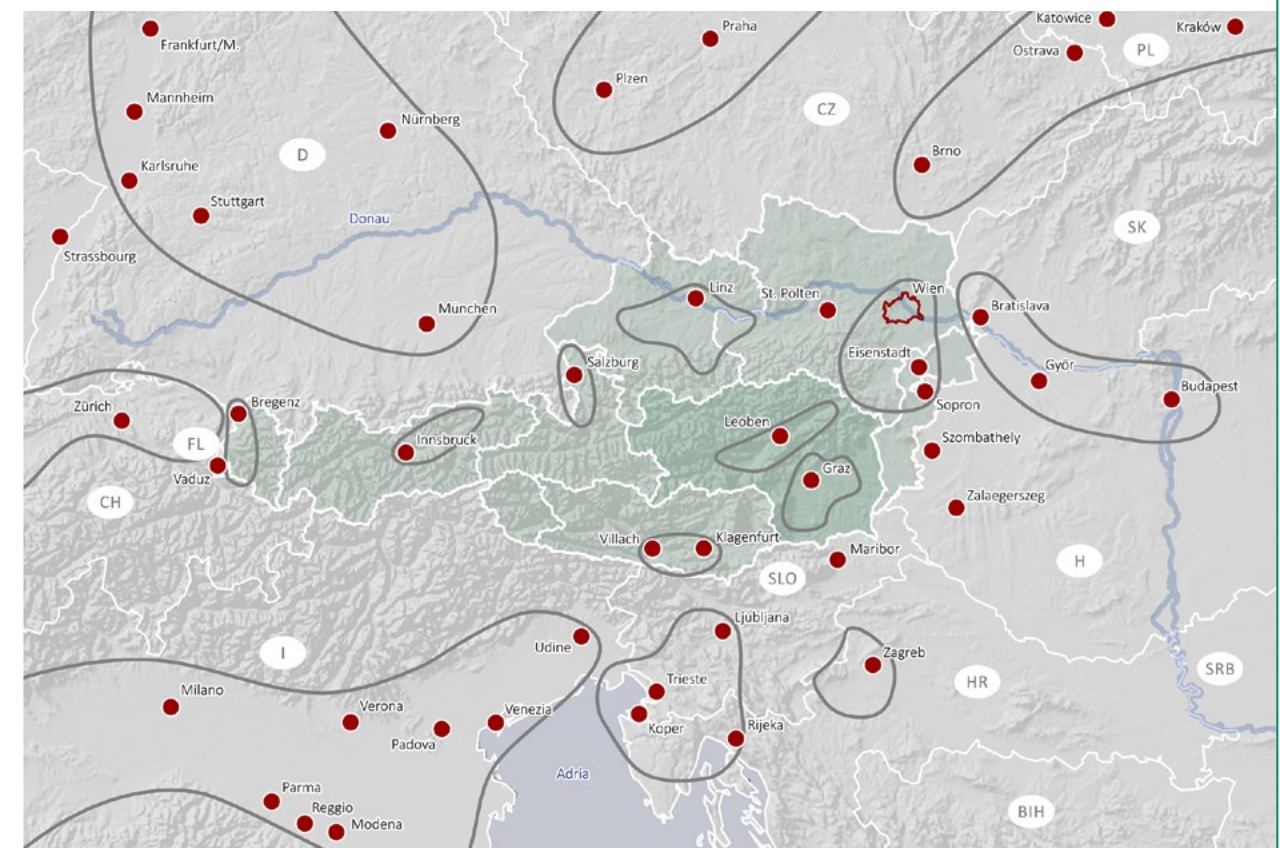 Frankfurt/M.
Praha
Katowice
Kraków
Ostrava
PL
Plzen
Mannheim
CZ
Nürnberg
D
Brno
Karlsruhe
Stuttgart
Donau
SK
Strassbourg
Linz
St. Pölten
Wien
Bratislava
München
Eisenstadt
Salzburg
Györ
Budapest
Zürich
Bregenz
Sopron
Leoben
FL
Innsbruck
Szombathely
Vaduz
Graz
CH
Zalaegerszeg
Villach
Klagenfurt
Maribor
H
SLO
Ljubljana
Udine
I
Zagreb
SRB
Trieste
HR
Milano
Verona
Venezia
Koper
Rijeka
Padova
Adria
Parma
Reggio
Modena
BIH